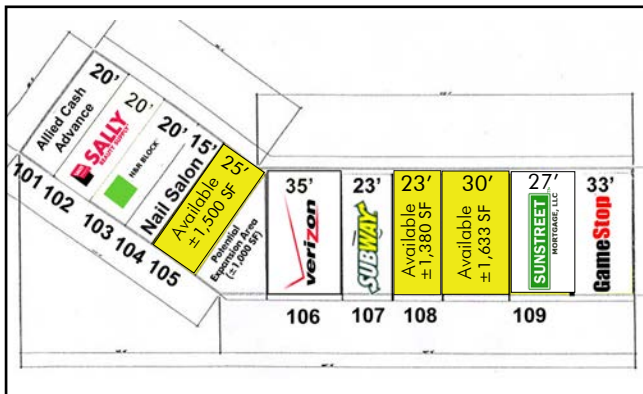 20'
Allied Cash
Advance
101
20'
SALLY
BEAUTY SUPPLY
102
20'
H&R BLOCK
103
15'
Nail Salon
104
25'
Available
±1,500 SF
105
Potential
Expansion Area
(±1,000 SF)
35'
verizon
106
23'
SUBWAY
107
23'
Available
±1,380 SF
108
30'
Available
±1,633 SF
27'
SUNSTREET
MORTGAGE, LLC
109
33'
GameStop